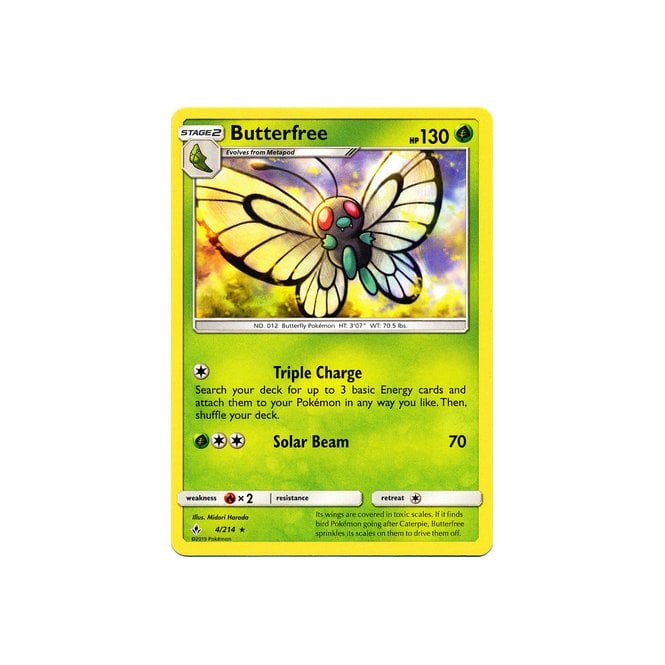 STAGE 2 Butterfree HP 130
Evolves from Metapod
NO. 012 Butterfly Pokémon HT: 3'07" WT: 70.5 lbs.
Triple Charge
Search your deck for up to 3 basic Energy cards and
attach them to your Pokémon in any way you like. Then,
shuffle your deck.
Solar Beam 70
weakness × 2 resistance retreat
Illus. Midori Harada
Its wings are covered in toxic scales. If it finds
bird Pokémon going after Caterpie, Butterfree
sprinkles its scales on them to drive them off.
4/214 ★
©2019 Pokémon